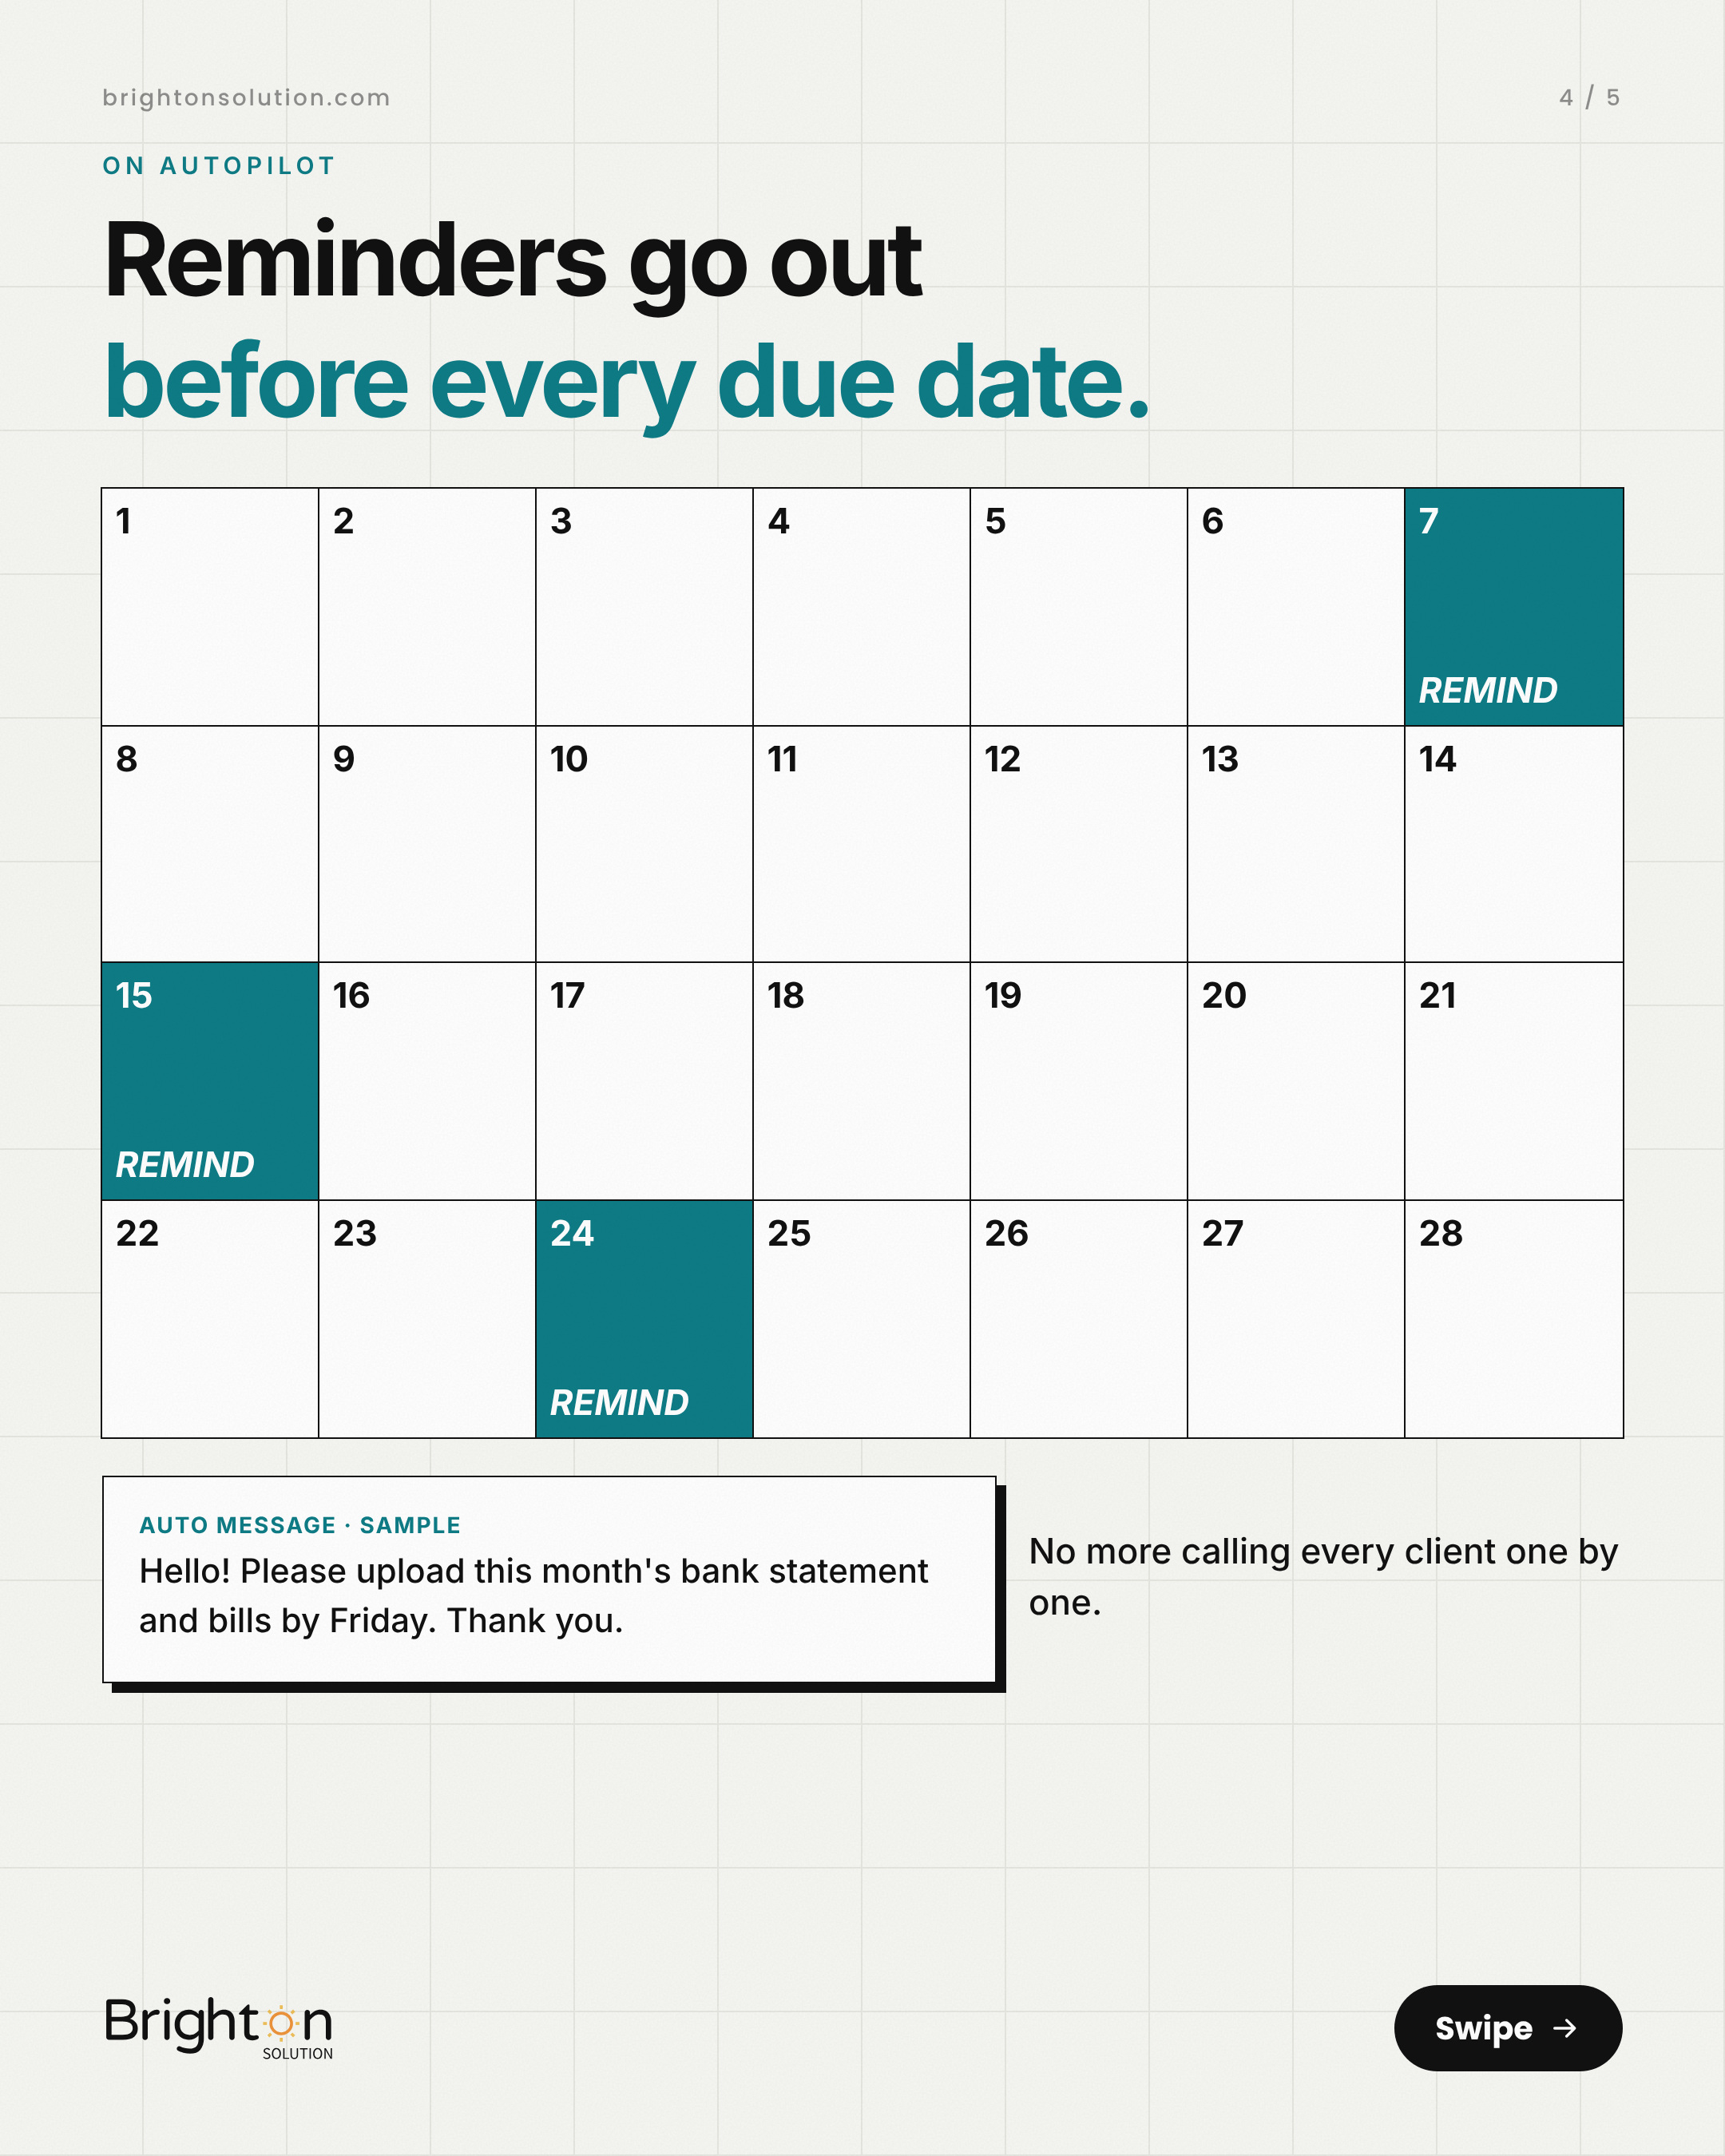 brightonsolution.com
4 / 5
ON AUTOPILOT
Reminders go out
before every due date.
1
2
3
4
5
6
7
REMIND
8
9
10
11
12
13
14
15
REMIND
16
17
18
19
20
21
22
23
24
REMIND
25
26
27
28
AUTO MESSAGE · SAMPLE
Hello! Please upload this month's bank statement
and bills by Friday. Thank you.
No more calling every client one by
one.
Brighton
SOLUTION
Swipe →